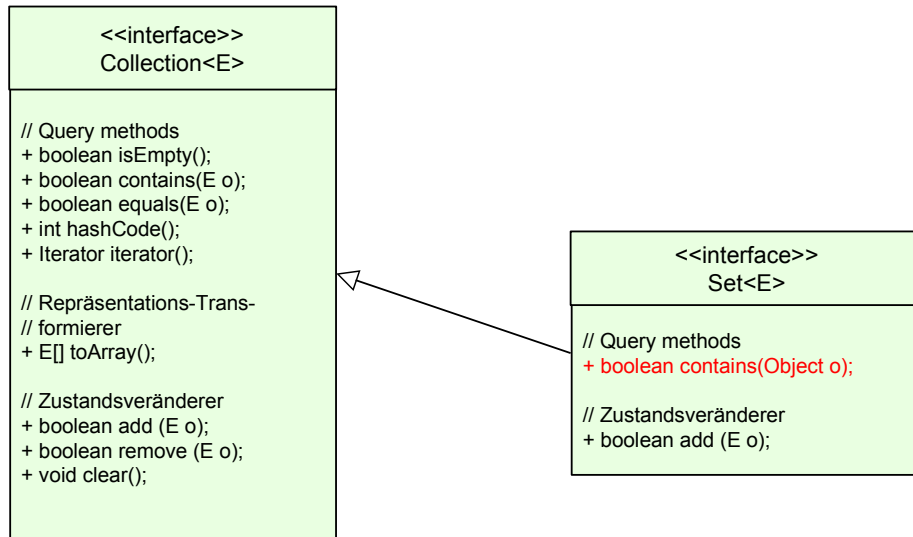 <<interface>>
Collection<E>
// Query methods
+ boolean isEmpty();
+ boolean contains(E o);
+ boolean equals(E o);
+ int hashCode();
+ Iterator iterator();
// Repräsentations-Trans-
// formierer
+ E[] toArray();
// Zustandsveränderer
+ boolean add (E o);
+ boolean remove (E o);
+ void clear();
<<interface>>
Set<E>
// Query methods
+ boolean contains(Object o);
// Zustandsveränderer
+ boolean add (E o);